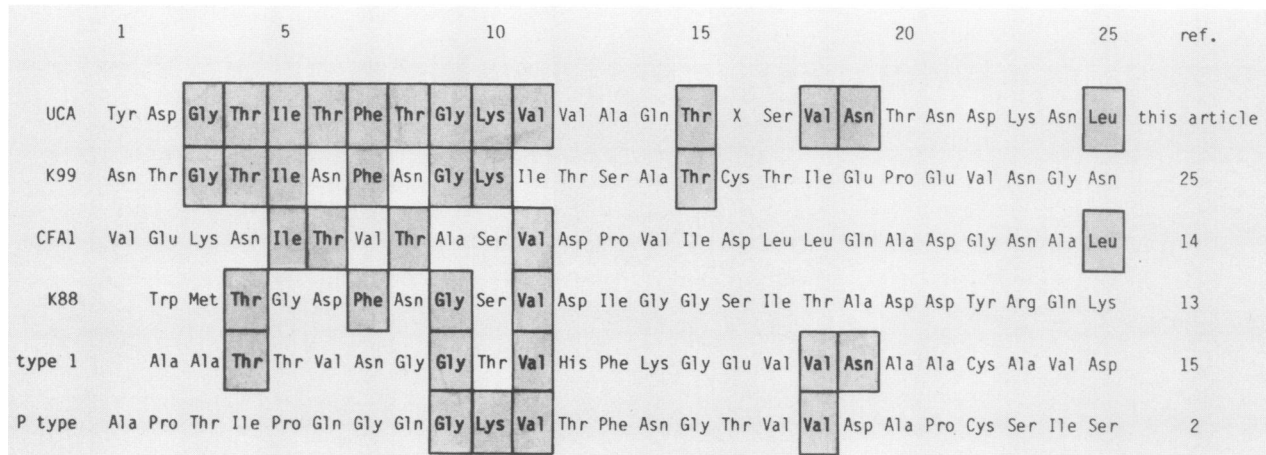 1 5 10 15 20 25 ref.
UCA Tyr Asp Gly Thr Ile Thr Phe Thr Gly Lys Val Val Ala Gln Thr X Ser Val Asn Thr Asn Asp Lys Asn Leu this article
K99 Asn Thr Gly Thr Ile Asn Phe Asn Gly Lys Ile Thr Ser Ala Thr Cys Thr Ile Glu Pro Glu Val Asn Gly Asn 25
CFA1 Val Glu Lys Asn Ile Thr Val Thr Ala Ser Val Asp Pro Val Ile Asp Leu Leu Gln Ala Asp Gly Asn Ala Leu 14
K88 Trp Met Thr Gly Asp Phe Asn Gly Ser Val Asp Ile Gly Gly Ser Ile Thr Ala Asp Asp Tyr Arg Gln Lys 13
type 1 Ala Ala Thr Thr Val Asn Gly Gly Thr Val His Phe Lys Gly Glu Val Val Asn Ala Ala Cys Ala Val Asp 15
P type Ala Pro Thr Ile Pro Gln Gly Gln Gly Lys Val Thr Phe Asn Gly Thr Val Val Asp Ala Pro Cys Ser Ile Ser 2